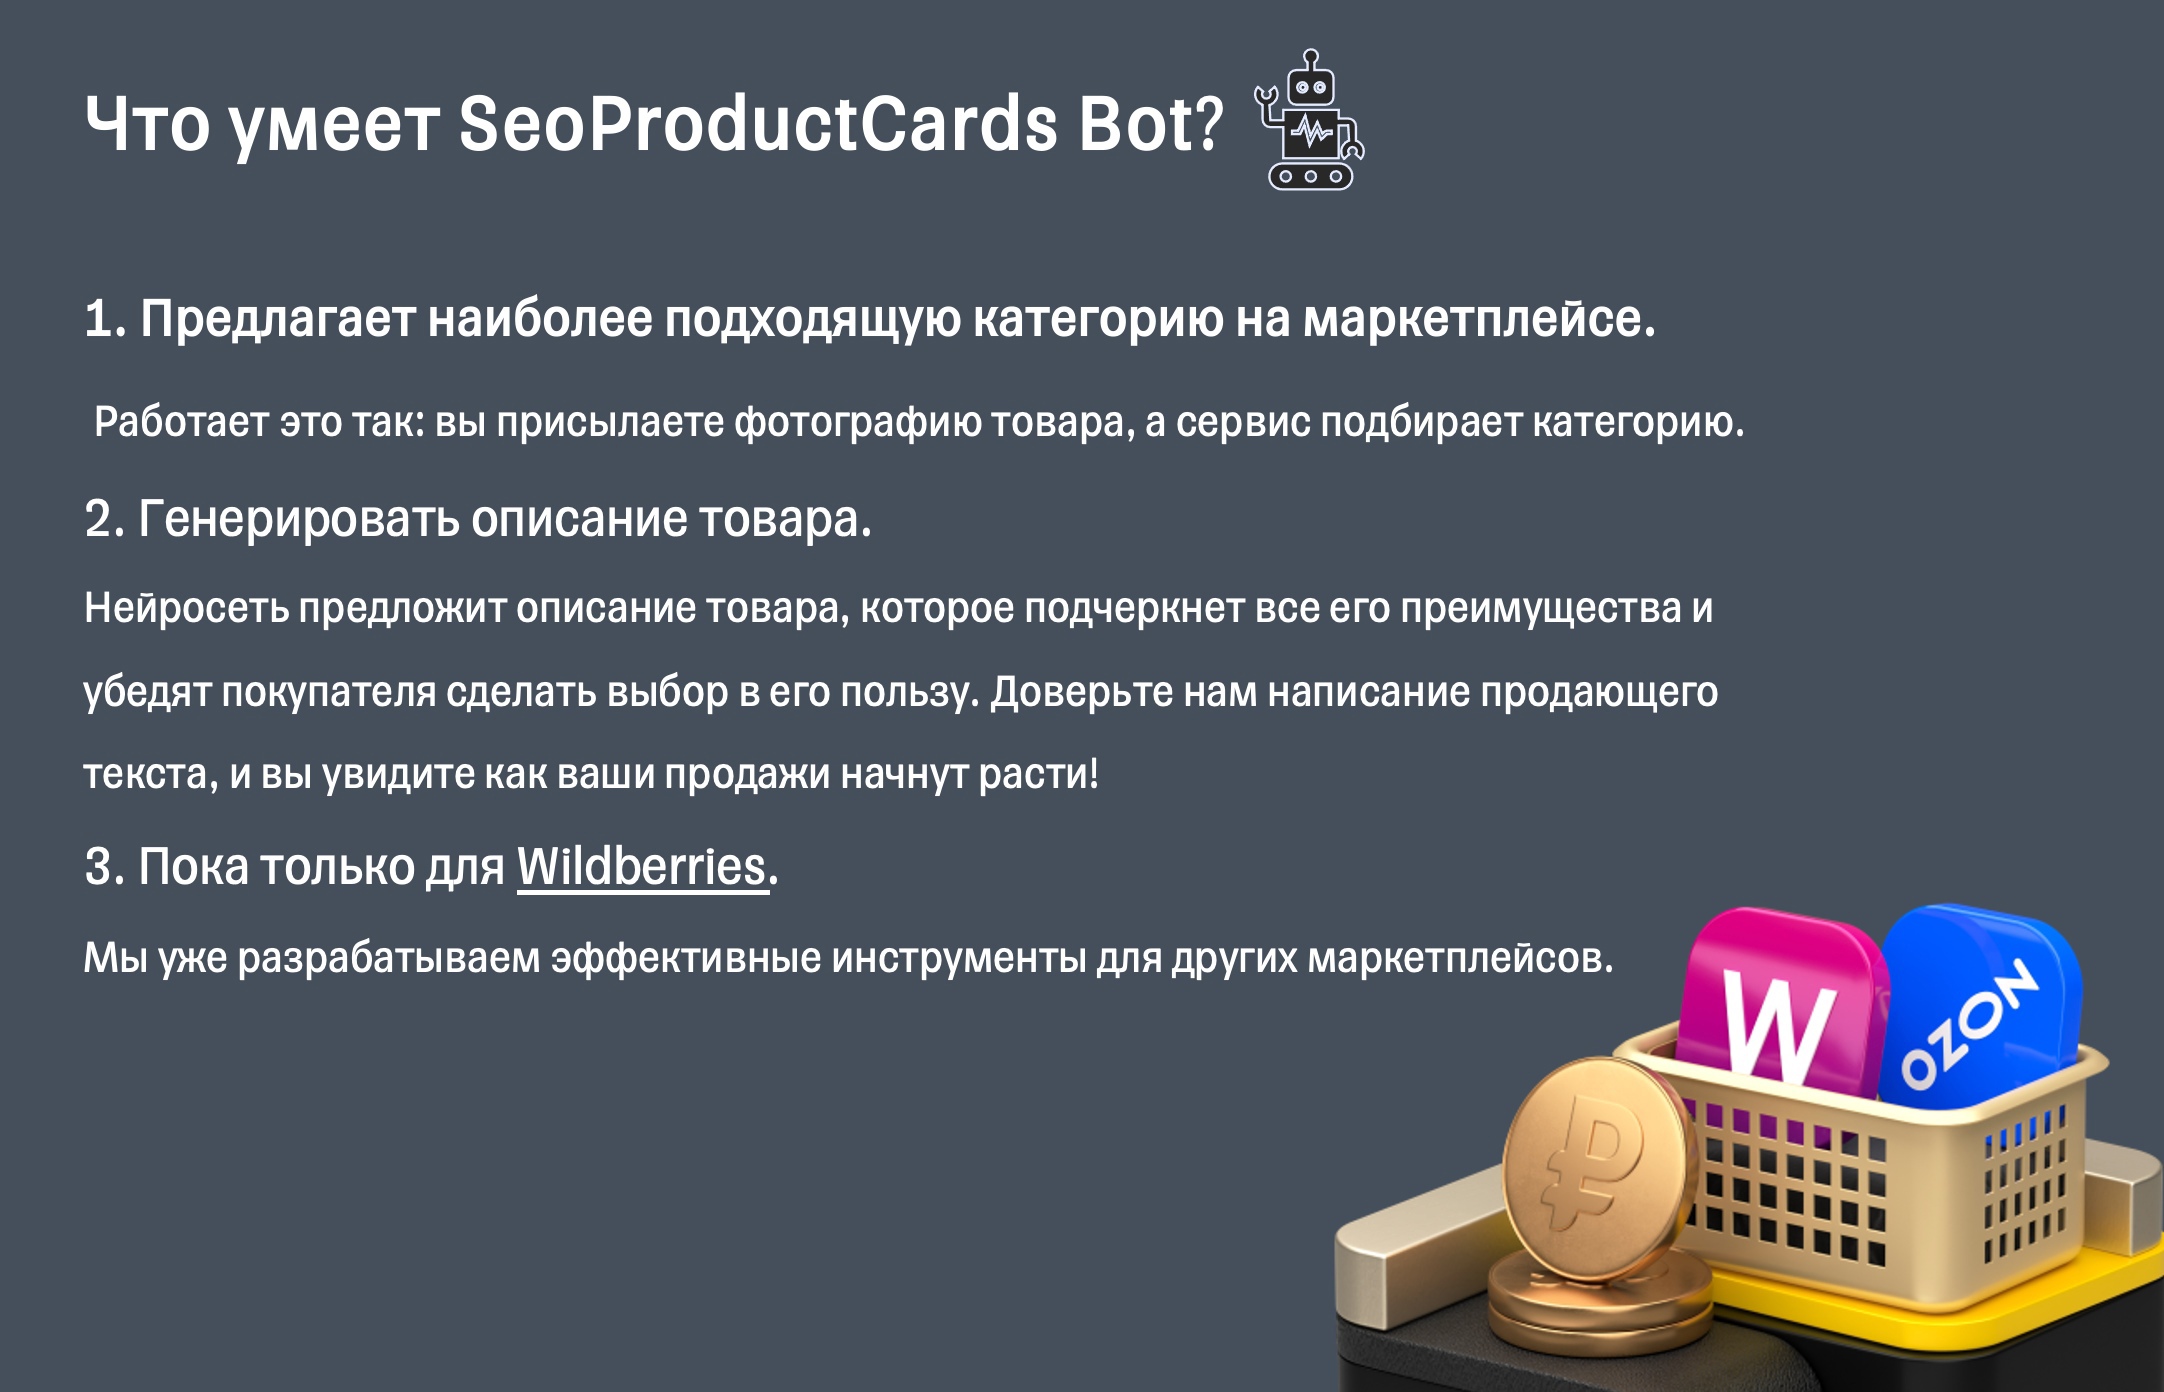 Что умеет SeoProductCards Bot?
1. Предлагает наиболее подходящую категорию на маркетплейсе.
Работает это так: вы присылаете фотографию товара, а сервис подбирает категорию.
2. Генерировать описание товара.
Нейросеть предложит описание товара, которое подчеркнет все его преимущества и
убедят покупателя сделать выбор в его пользу. Доверьте нам написание продающего
текста, и вы увидите как ваши продажи начнут расти!
3. Пока только для Wildberries.
Мы уже разрабатываем эффективные инструменты для других маркетплейсов.
W
OZON
₽